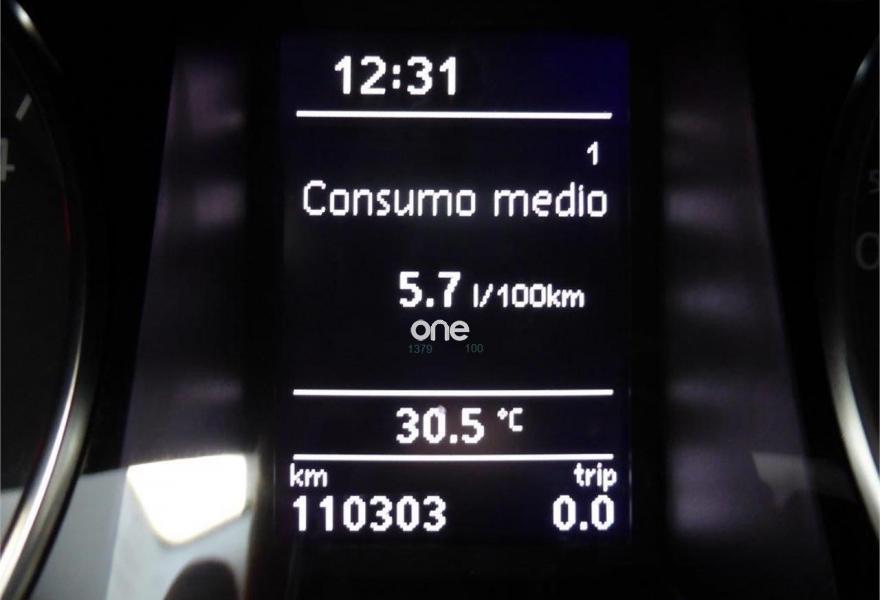 12:31
1
Consumo medio
5.7 l/100km
one
1379 100
30.5 °C
km trip
110303 0.0